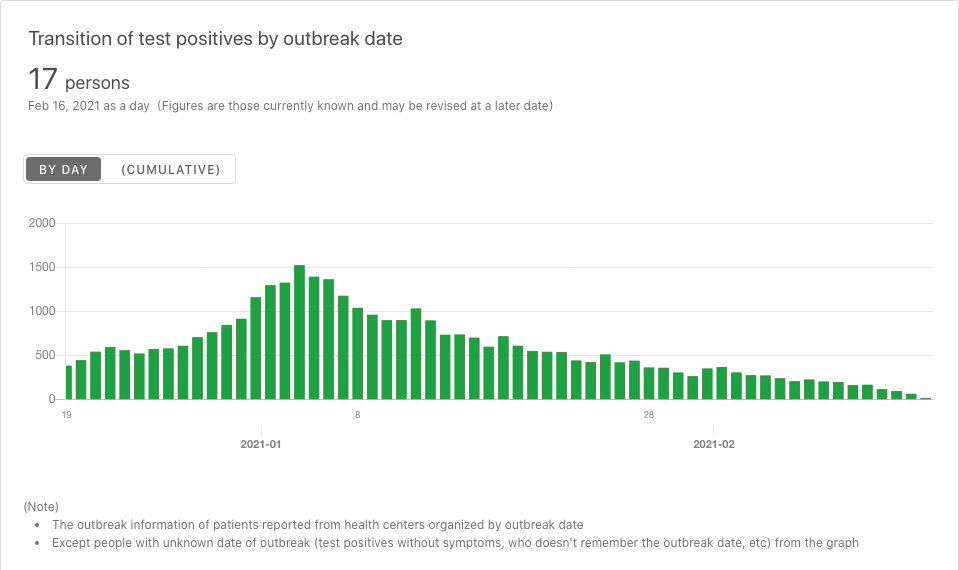 Transition of test positives by outbreak date
17 persons
Feb 16, 2021 as a day (Figures are those currently known and may be revised at a later date)
BY DAY (CUMULATIVE)
2000
1500
1000
500
0
19 8 28
2021-01 2021-02
(Note)
• The outbreak information of patients reported from health centers organized by outbreak date
• Except people with unknown date of outbreak (test positives without symptoms, who doesn't remember the outbreak date, etc) from the graph